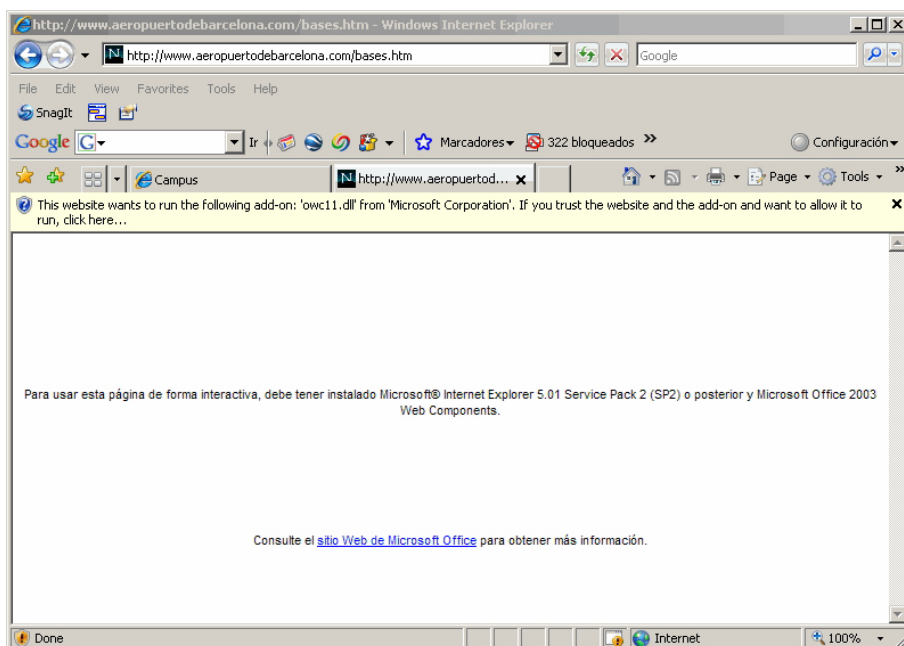 http://www.aeropuertodebarcelona.com/bases.htm - Windows Internet Explorer
http://www.aeropuertodebarcelona.com/bases.htm Google
File Edit View Favorites Tools Help
SnagIt
Google G Ir Marcadores 322 bloqueados » Configuración
Campus http://www.aeropuertod... x Page Tools »
This website wants to run the following add-on: 'owc11.dll' from 'Microsoft Corporation'. If you trust the website and the add-on and want to allow it to
run, click here...
Para usar esta página de forma interactiva, debe tener instalado Microsoft® Internet Explorer 5.01 Service Pack 2 (SP2) o posterior y Microsoft Office 2003
Web Components.
Consulte el sitio Web de Microsoft Office para obtener más información.
Done Internet 100%